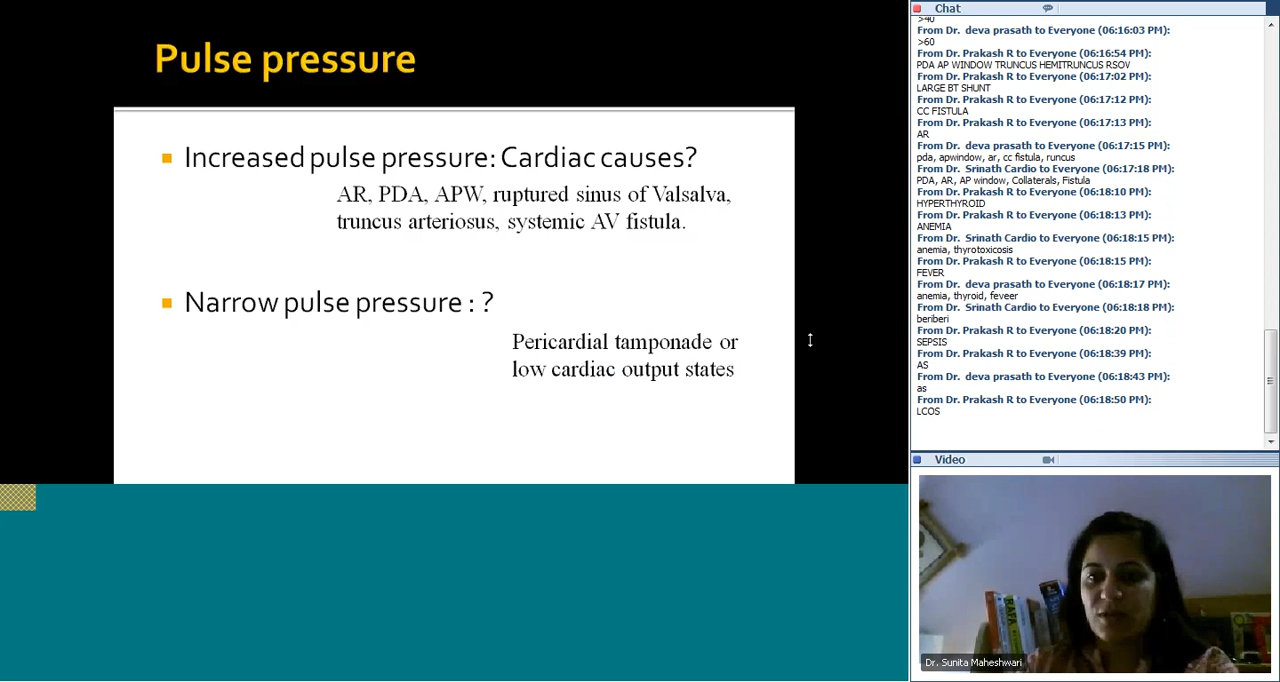 Pulse pressure
Increased pulse pressure: Cardiac causes?
AR, PDA, APW, ruptured sinus of Valsalva,
truncus arteriosus, systemic AV fistula.
Narrow pulse pressure : ?
Pericardial tamponade or
low cardiac output states
Chat
>40
From Dr. deva prasath to Everyone (06:16:03 PM):
>60
From Dr. Prakash R to Everyone (06:16:54 PM):
PDA AP WINDOW TRUNCUS HEMITRUNCUS RSOV
From Dr. Prakash R to Everyone (06:17:02 PM):
LARGE BT SHUNT
From Dr. Prakash R to Everyone (06:17:12 PM):
CC FISTULA
From Dr. Prakash R to Everyone (06:17:13 PM):
AR
From Dr. deva prasath to Everyone (06:17:15 PM):
pda, apwindow, ar, cc fistula, runcus
From Dr. Srinath Cardio to Everyone (06:17:18 PM):
PDA, AR, AP window, Collaterals, Fistula
From Dr. Prakash R to Everyone (06:18:10 PM):
HYPERTHYROID
From Dr. Prakash R to Everyone (06:18:13 PM):
ANEMIA
From Dr. Srinath Cardio to Everyone (06:18:15 PM):
anemia, thyrotoxicosis
From Dr. Prakash R to Everyone (06:18:15 PM):
FEVER
From Dr. deva prasath to Everyone (06:18:17 PM):
anemia, thyroid, feveer
From Dr. Srinath Cardio to Everyone (06:18:18 PM):
beriberi
From Dr. Prakash R to Everyone (06:18:20 PM):
SEPSIS
From Dr. Prakash R to Everyone (06:18:39 PM):
AS
From Dr. deva prasath to Everyone (06:18:43 PM):
as
From Dr. Prakash R to Everyone (06:18:50 PM):
LCOS
Video
RAFA
Dr. Sunita Maheshwari